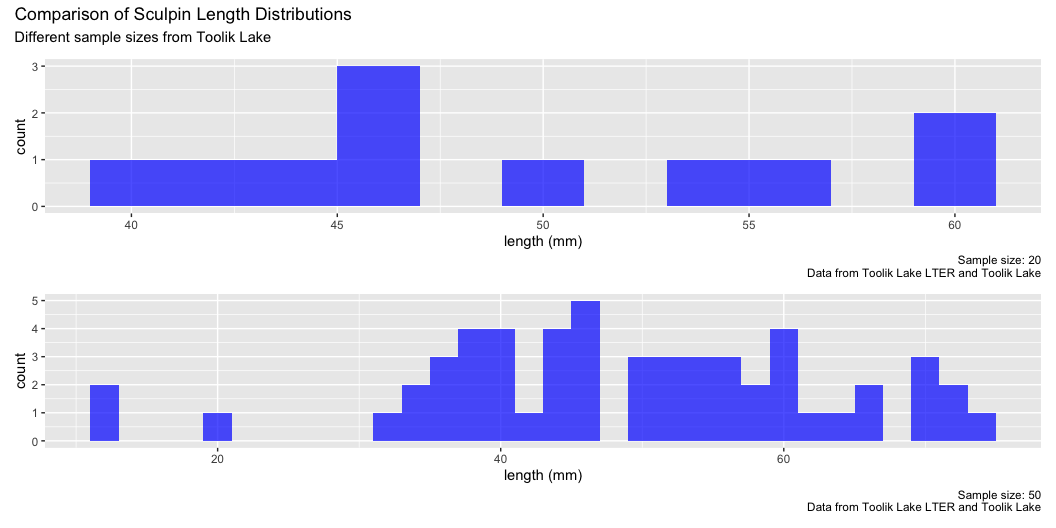 Comparison of Sculpin Length Distributions
Different sample sizes from Toolik Lake
3
2
1
0
count
40 45 50 55 60
length (mm)
Sample size: 20
Data from Toolik Lake LTER and Toolik Lake
5
4
3
2
1
0
count
20 40 60
length (mm)
Sample size: 50
Data from Toolik Lake LTER and Toolik Lake